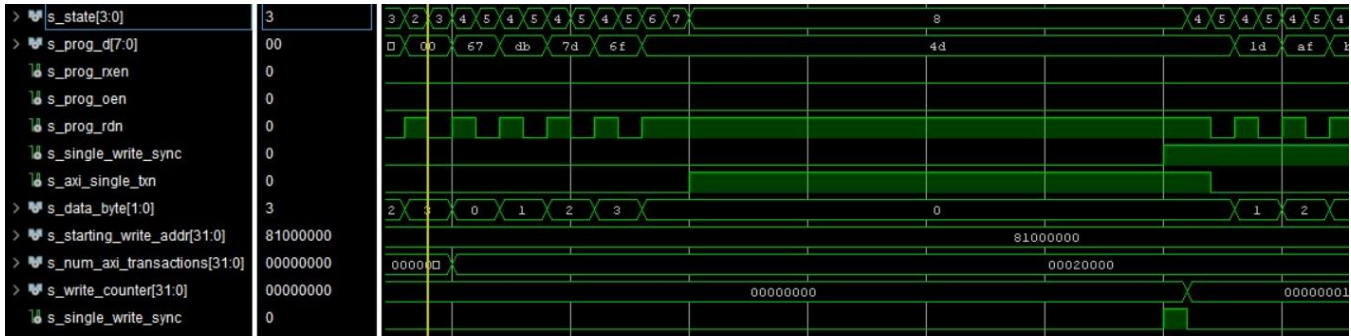 s_state[3:0] 3 3 2 3 4 5 4 5 4 5 4 5 6 7 8 4 5 4 5 4 5 4
s_prog_d[7:0] 00 00 67 db 7d 6f 4d 1d af
s_prog_rxen 0
s_prog_oen 0
s_prog_rdn 0
s_single_write_sync 0
s_axi_single_txn 0
s_data_byte[1:0] 3 2 3 0 1 2 3 0 1 2
s_starting_write_addr[31:0] 81000000 81000000
s_num_axi_transactions[31:0] 00000000 00000 00020000
s_write_counter[31:0] 00000000 00000000 00000001
s_single_write_sync 0